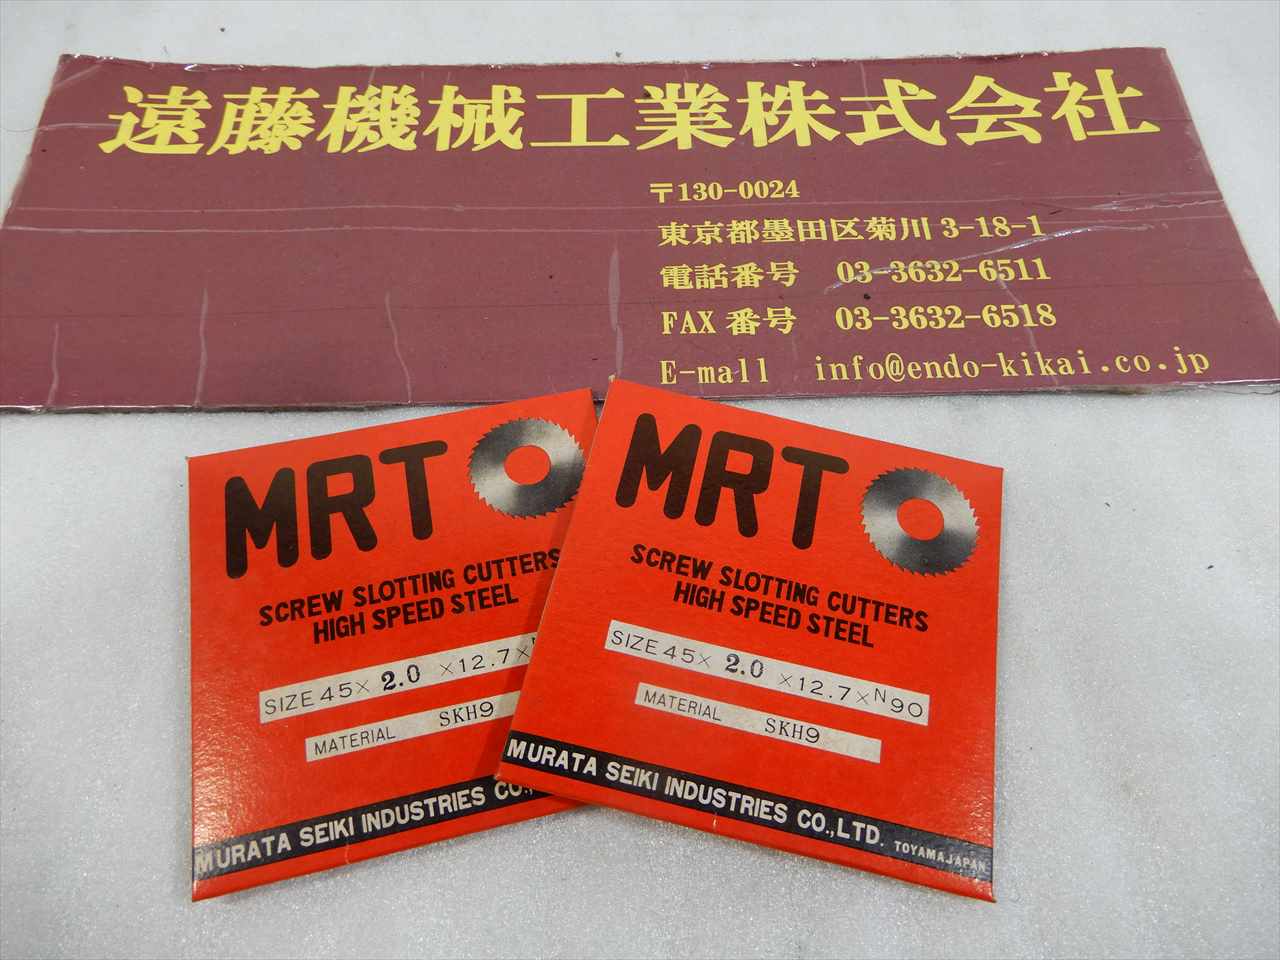 遠藤機械工業株式会社
〒130-0024
東京都墨田区菊川 3-18-1
電話番号 03-3632-6511
FAX 番号 03-3632-6518
E-mall info@endo-kikai.co.jp
MRT
SCREW SLOTTING CUTTERS
HIGH SPEED STEEL
SIZE 45× 2.0 ×12.7×N
MATERIAL SKH9
MURATA SEIKI INDUSTRIES CO.,
MRT
SCREW SLOTTING CUTTERS
HIGH SPEED STEEL
SIZE 45× 2.0 ×12.7×N90
MATERIAL SKH9
MURATA SEIKI INDUSTRIES CO.,LTD. TOYAMA JAPAN